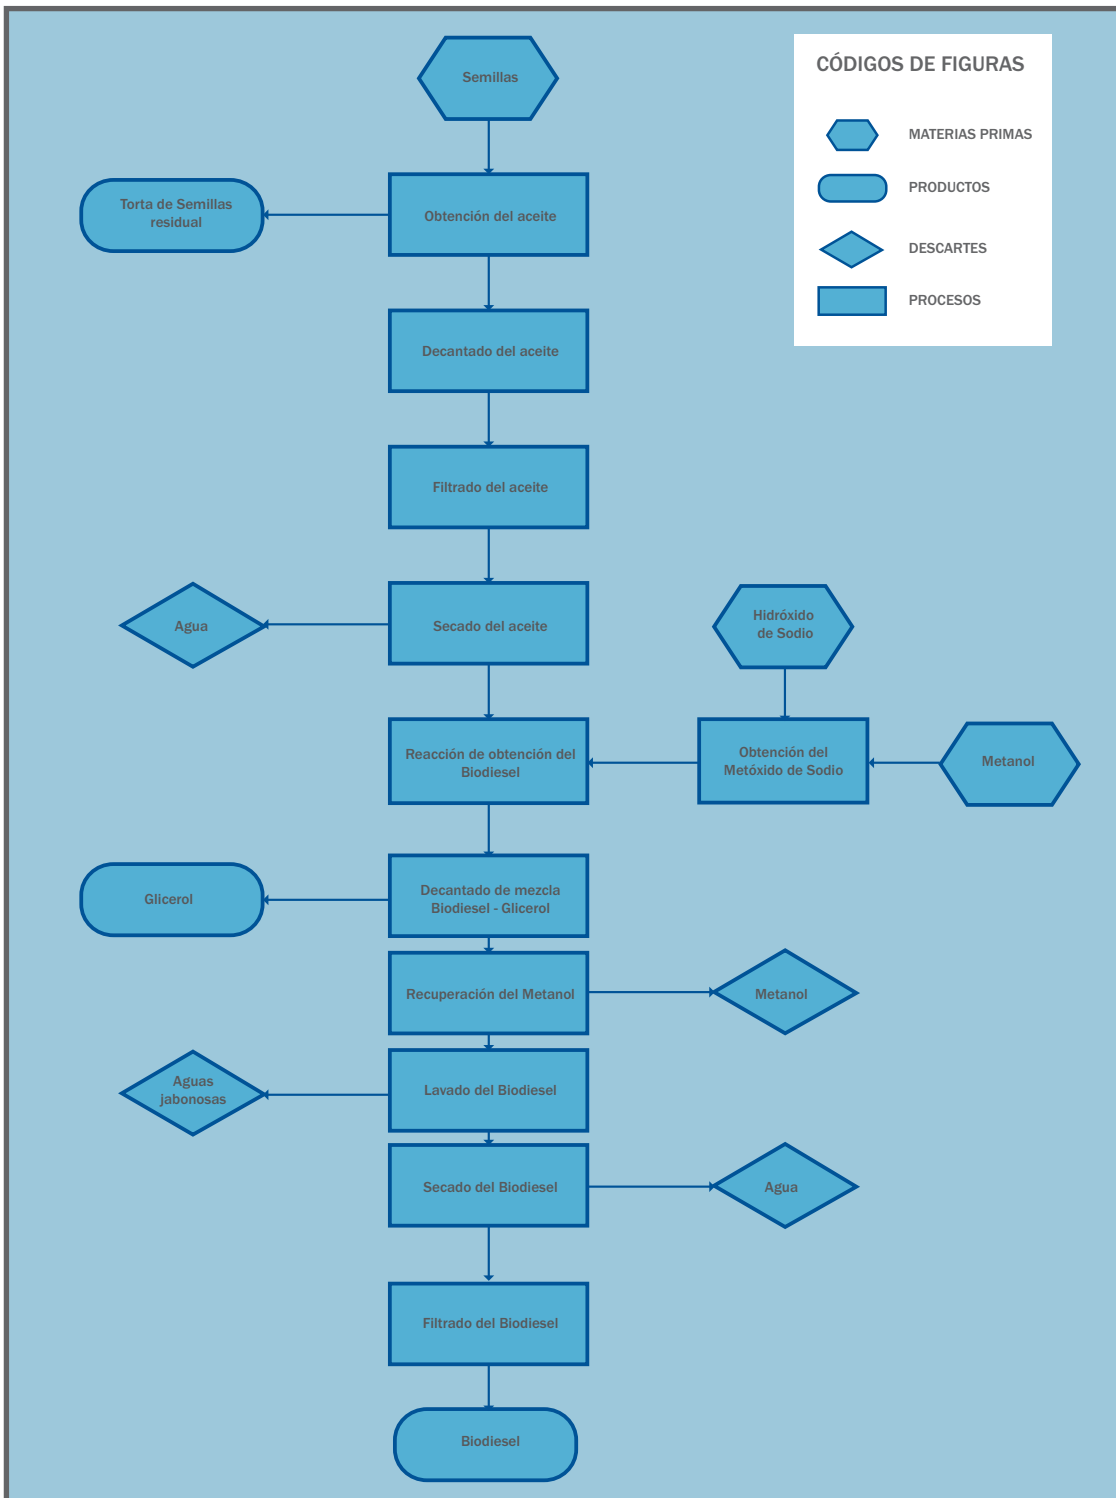 Semillas
CÓDIGOS DE FIGURAS
MATERIAS PRIMAS
PRODUCTOS
DESCARTES
PROCESOS
Torta de Semillas
residual
Obtención del aceite
Decantado del aceite
Filtrado del aceite
Agua
Secado del aceite
Hidróxido
de Sodio
Reacción de obtención del
Biodiesel
Obtención del
Metóxido de Sodio
Metanol
Glicerol
Decantado de mezcla
Biodiesel - Glicerol
Recuperación del Metanol
Metanol
Aguas
jabonosas
Lavado del Biodiesel
Secado del Biodiesel
Agua
Filtrado del Biodiesel
Biodiesel